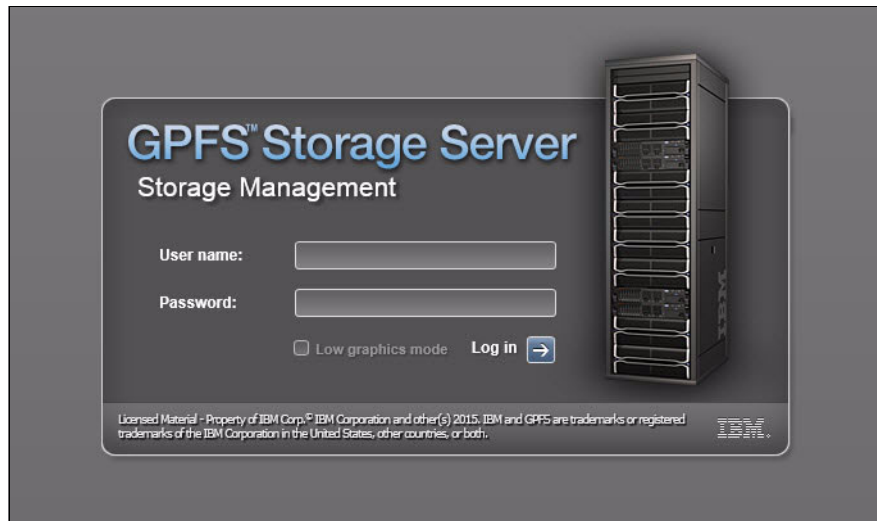 GPFS™ Storage Server
Storage Management
User name:
Password:
Low graphics mode Log in
Licensed Material - Property of IBM Corp.© IBM Corporation and other(s) 2015. IBM and GPFS are trademarks or registered
trademarks of the IBM Corporation in the United States, other countries, or both.
IBM.
IBM